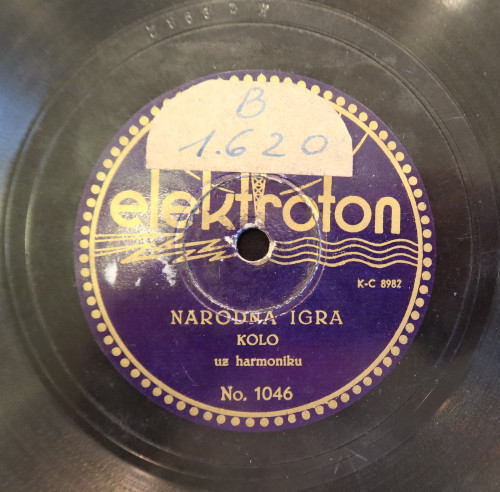 B
1.620
elektroton
K-C 8982
NARODNA IGRA
KOLO
uz harmoniku
No. 1046